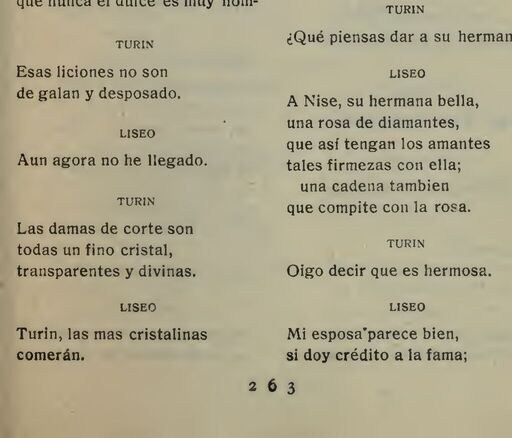 que nunca el dulce es muy hom-
TURIN
Esas liciones no son
de galan y desposado.
LISEO
Aun agora no he llegado.
TURIN
Las damas de corte son
todas un fino cristal,
transparentes y divinas.
LISEO
Turin, las mas cristalinas
comerán.
TURIN
¿Qué piensas dar a su herman
LISEO
A Nise, su hermana bella,
una rosa de diamantes,
que así tengan los amantes
tales firmezas con ella;
una cadena tambien
que compite con la rosa.
TURIN
Oigo decir que es hermosa.
LISEO
Mi esposa parece bien,
si doy crédito a la fama;
263